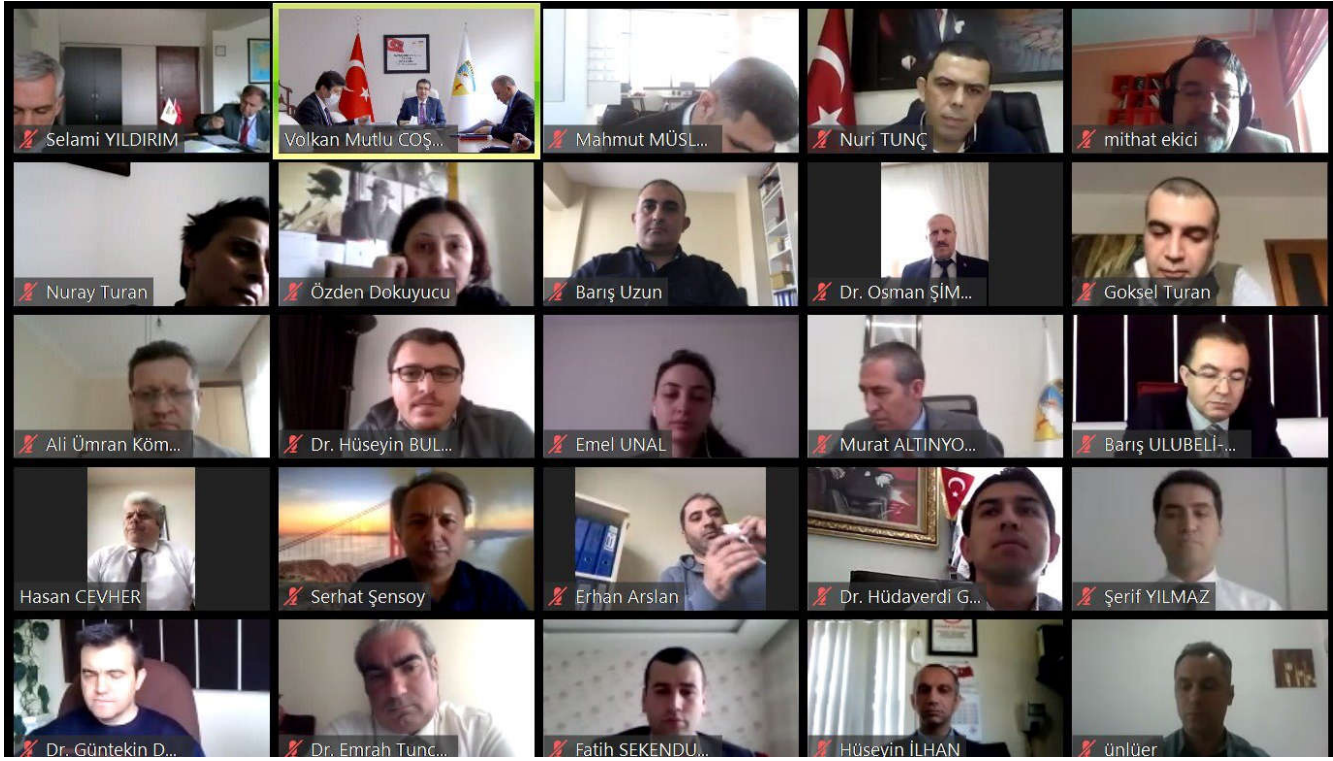 Selami YILDIRIM
Volkan Mutlu COŞ...
Mahmut MÜSL...
Nuri TUNÇ
mithat ekici
Nuray Turan
Özden Dokuyucu
Barış Uzun
Dr. Osman ŞİM...
Goksel Turan
Ali Ümran Köm...
Dr. Hüseyin BUL...
Emel UNAL
Murat ALTINYO...
Barış ULUBELİ-...
Hasan CEVHER
Serhat Şensoy
Erhan Arslan
Dr. Hüdaverdi G...
Şerif YILMAZ
Dr. Güntekin D...
Dr. Emrah Tunc...
Fatih SEKENDU...
Hüseyin İLHAN
ünlüer